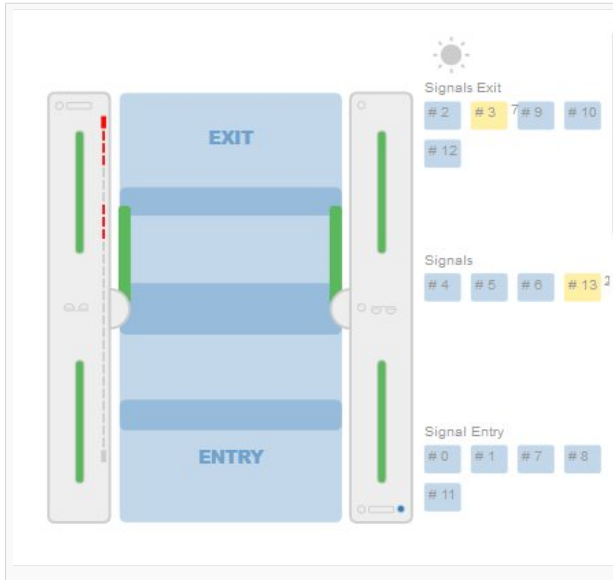 Signals Exit
# 2 # 3 7 # 9 # 10
# 12
EXIT
Signals
# 4 # 5 # 6 # 13 2
Signal Entry
# 0 # 1 # 7 # 8
# 11
ENTRY